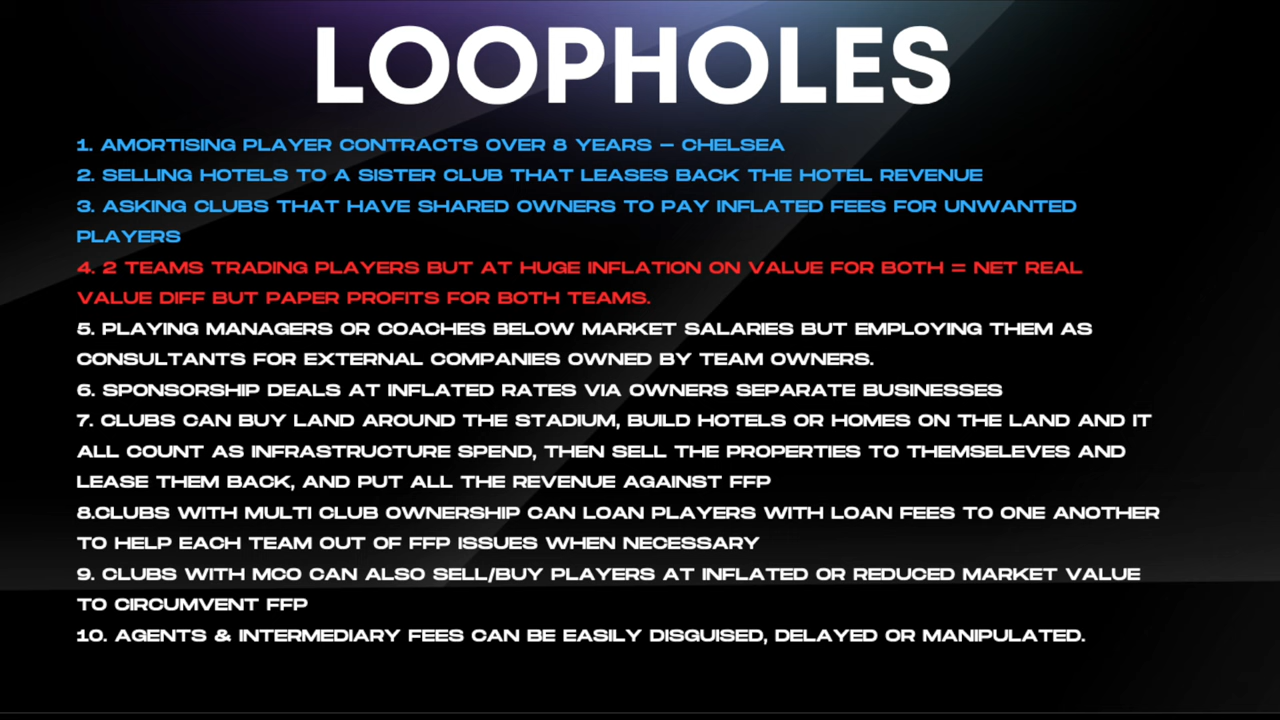 LOOPHOLES
1. AMORTISING PLAYER CONTRACTS OVER 8 YEARS – CHELSEA
2. SELLING HOTELS TO A SISTER CLUB THAT LEASES BACK THE HOTEL REVENUE
3. ASKING CLUBS THAT HAVE SHARED OWNERS TO PAY INFLATED FEES FOR UNWANTED
PLAYERS
4. 2 TEAMS TRADING PLAYERS BUT AT HUGE INFLATION ON VALUE FOR BOTH = NET REAL
VALUE DIFF BUT PAPER PROFITS FOR BOTH TEAMS.
5. PLAYING MANAGERS OR COACHES BELOW MARKET SALARIES BUT EMPLOYING THEM AS
CONSULTANTS FOR EXTERNAL COMPANIES OWNED BY TEAM OWNERS.
6. SPONSORSHIP DEALS AT INFLATED RATES VIA OWNERS SEPARATE BUSINESSES
7. CLUBS CAN BUY LAND AROUND THE STADIUM, BUILD HOTELS OR HOMES ON THE LAND AND IT
ALL COUNT AS INFRASTRUCTURE SPEND, THEN SELL THE PROPERTIES TO THEMSELEVES AND
LEASE THEM BACK, AND PUT ALL THE REVENUE AGAINST FFP
8.CLUBS WITH MULTI CLUB OWNERSHIP CAN LOAN PLAYERS WITH LOAN FEES TO ONE ANOTHER
TO HELP EACH TEAM OUT OF FFP ISSUES WHEN NECESSARY
9. CLUBS WITH MCO CAN ALSO SELL/BUY PLAYERS AT INFLATED OR REDUCED MARKET VALUE
TO CIRCUMVENT FFP
10. AGENTS & INTERMEDIARY FEES CAN BE EASILY DISGUISED, DELAYED OR MANIPULATED.